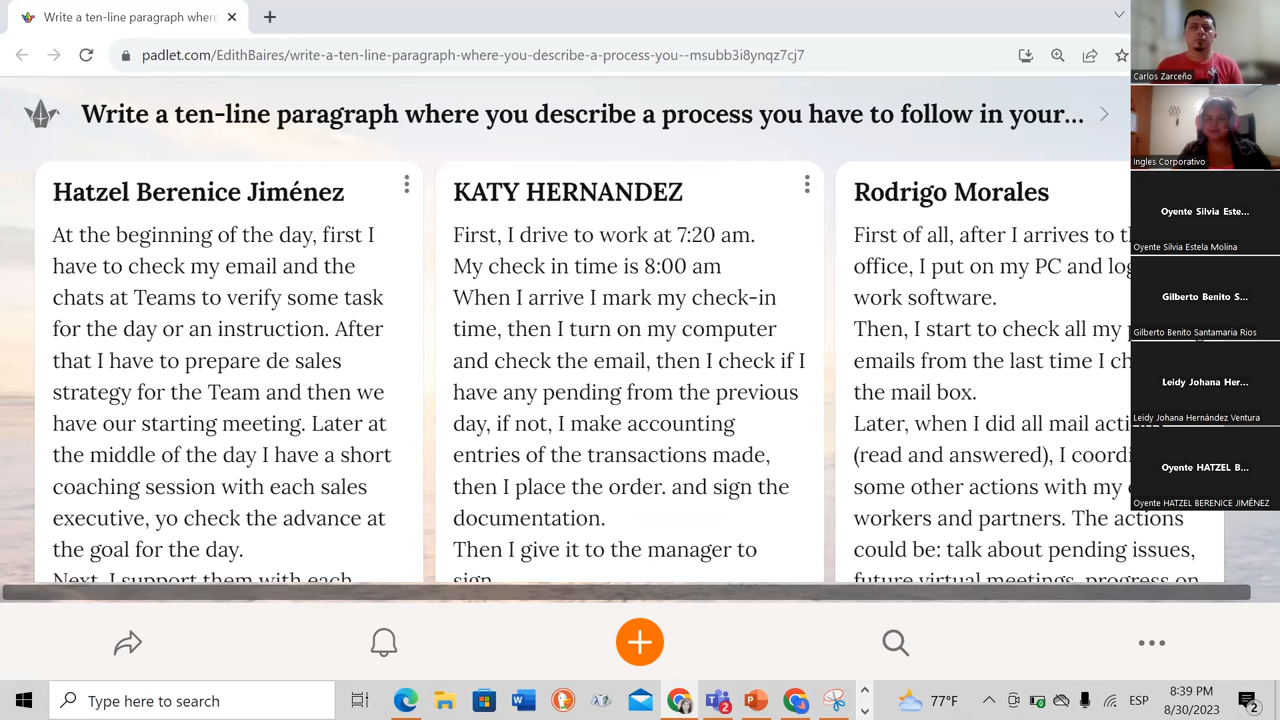 Write a ten-line paragraph where
padlet.com/EdithBaires/write-a-ten-line-paragraph-where-you-describe-a-process-you--msubb3i8ynqz7cj7
Write a ten-line paragraph where you describe a process you have to follow in your...
Hatzel Berenice Jiménez
At the beginning of the day, first I
have to check my email and the
chats at Teams to verify some task
for the day or an instruction. After
that I have to prepare de sales
strategy for the Team and then we
have our starting meeting. Later at
the middle of the day I have a short
coaching session with each sales
executive, yo check the advance at
the goal for the day.
Next, I support them with each
KATY HERNANDEZ
First, I drive to work at 7:20 am.
My check in time is 8:00 am
When I arrive I mark my check-in
time, then I turn on my computer
and check the email, then I check if I
have any pending from the previous
day, if not, I make accounting
entries of the transactions made,
then I place the order. and sign the
documentation.
Then I give it to the manager to
sign
Rodrigo Morales
First of all, after I arrives to
office, I put on my PC and
work software.
Then, I start to check all my
emails from the last time I
the mail box.
Later, when I did all mail
(read and answered), I
some other actions with my
workers and partners. The actions
could be: talk about pending issues,
future virtual meetings, progress on
Carlos Zarceño
Ingles Corporativo
Oyente Silvia Este...
Oyente Silvia Estela Molina
Gilberto Benito S...
Gilberto Benito Santamaria Rios
Leidy Johana Her...
Leidy Johana Hernández Ventura
Oyente HATZEL B...
Oyente HATZEL BERENICE JIMÉNEZ
Type here to search
2
77°F
ESP
8:39 PM
8/30/2023
2